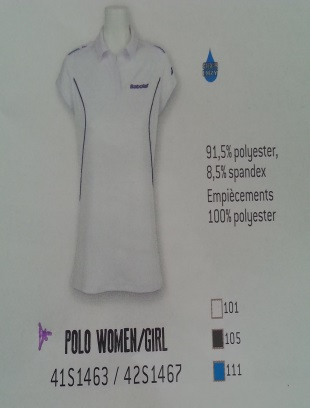 91,5% polyester,
8,5% spandex
Empiècements
100% polyester
POLO WOMEN/GIRL
41S1463 / 42S1467
101
105
111